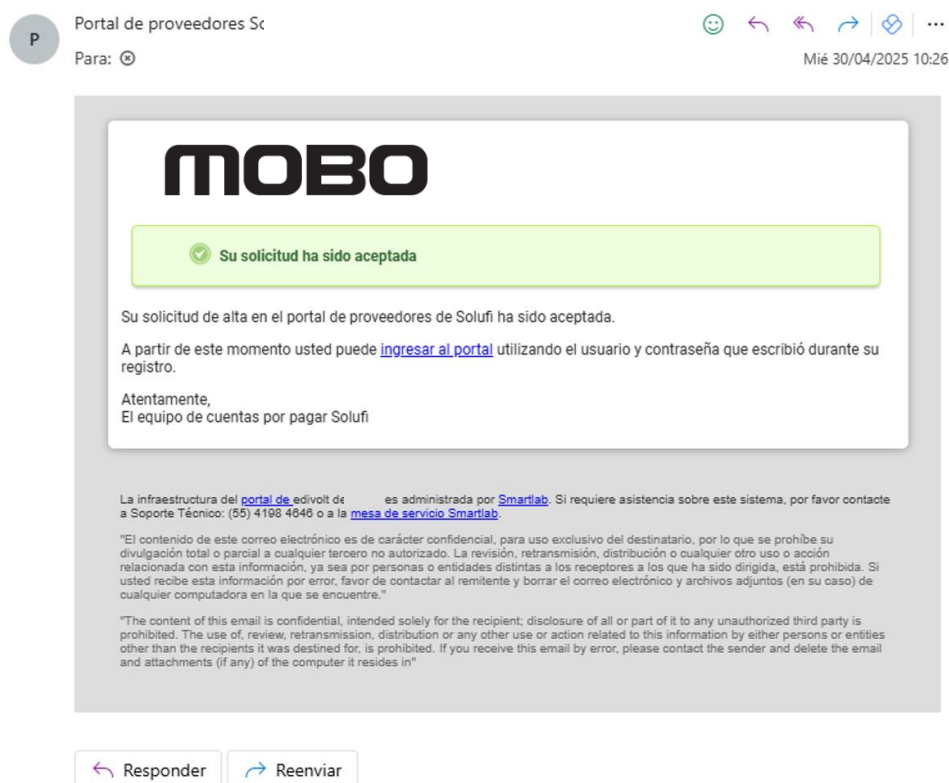 P
Portal de proveedores Sc
Para:
Mié 30/04/2025 10:26
MOBO
Su solicitud ha sido aceptada
Su solicitud de alta en el portal de proveedores de Solufi ha sido aceptada.
A partir de este momento usted puede ingresar al portal utilizando el usuario y contraseña que escribió durante su
registro.
Atentamente,
El equipo de cuentas por pagar Solufi
La infraestructura del portal de edivolt de es administrada por Smartlab. Si requiere asistencia sobre este sistema, por favor contacte
a Soporte Técnico: (55) 4198 4646 o a la mesa de servicio Smartlab.
"El contenido de este correo electrónico es de carácter confidencial, para uso exclusivo del destinatario, por lo que se prohíbe su
divulgación total o parcial a cualquier tercero no autorizado. La revisión, retransmisión, distribución o cualquier otro uso o acción
relacionada con esta información, ya sea por personas o entidades distintas a los receptores a los que ha sido dirigida, está prohibida. Si
usted recibe esta información por error, favor de contactar al remitente y borrar el correo electrónico y archivos adjuntos (en su caso) de
cualquier computadora en la que se encuentre."
"The content of this email is confidential, intended solely for the recipient; disclosure of all or part of it to any unauthorized third party is
prohibited. The use of, review, retransmission, distribution or any other use or action related to this information by either persons or entities
other than the recipients it was destined for, is prohibited. If you receive this email by error, please contact the sender and delete the email
and attachments (if any) of the computer it resides in"
Responder
Reenviar